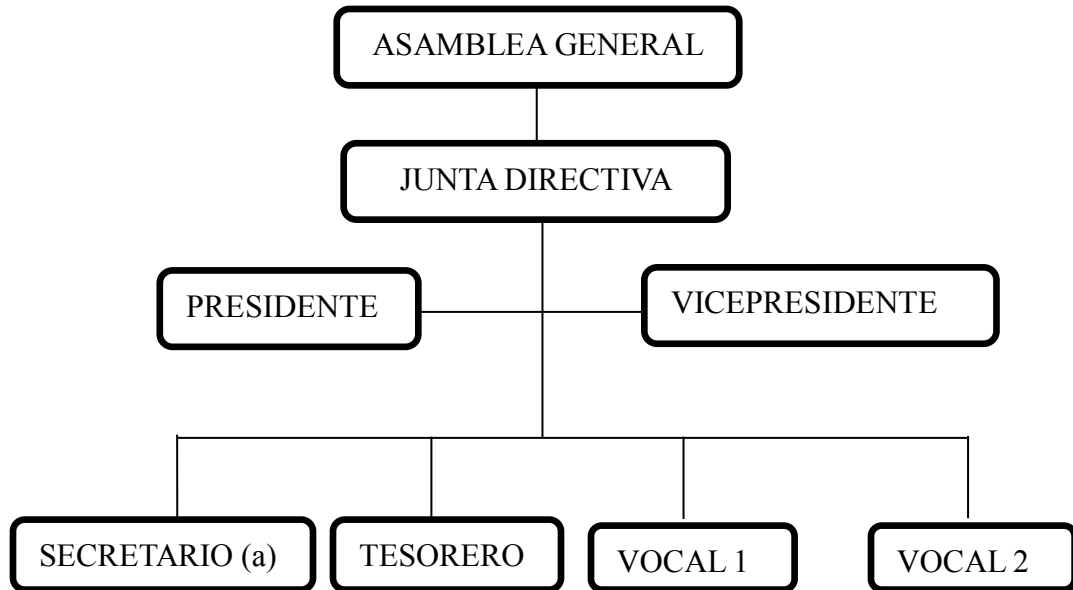 ASAMBLEA GENERAL
JUNTA DIRECTIVA
PRESIDENTE
VICEPRESIDENTE
SECRETARIO (a)
TESORERO
VOCAL 1
VOCAL 2